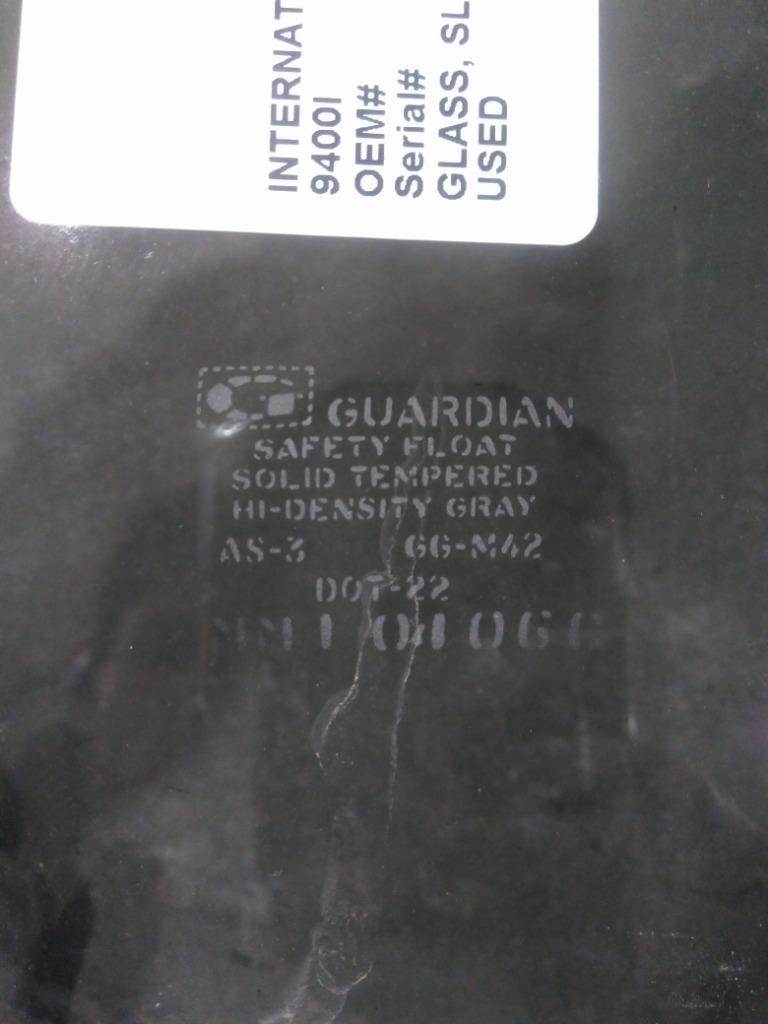 INTERNAT
9400I
OEM#
Serial#
GLASS, SL
USED
GUARDIAN
SAFETY FLOAT
SOLID TEMPERED
HI-DENSITY GRAY
AS-3 GG-M42
DOT-22